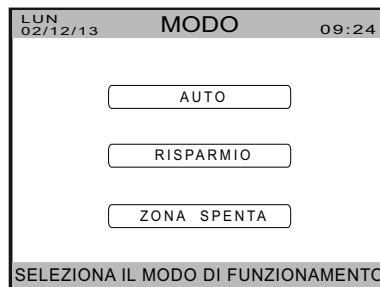 LUN
02/12/13
MODO
09:24
AUTO
RISPARMIO
ZONA SPENTA
SELEZIONA IL MODO DI FUNZIONAMENTO